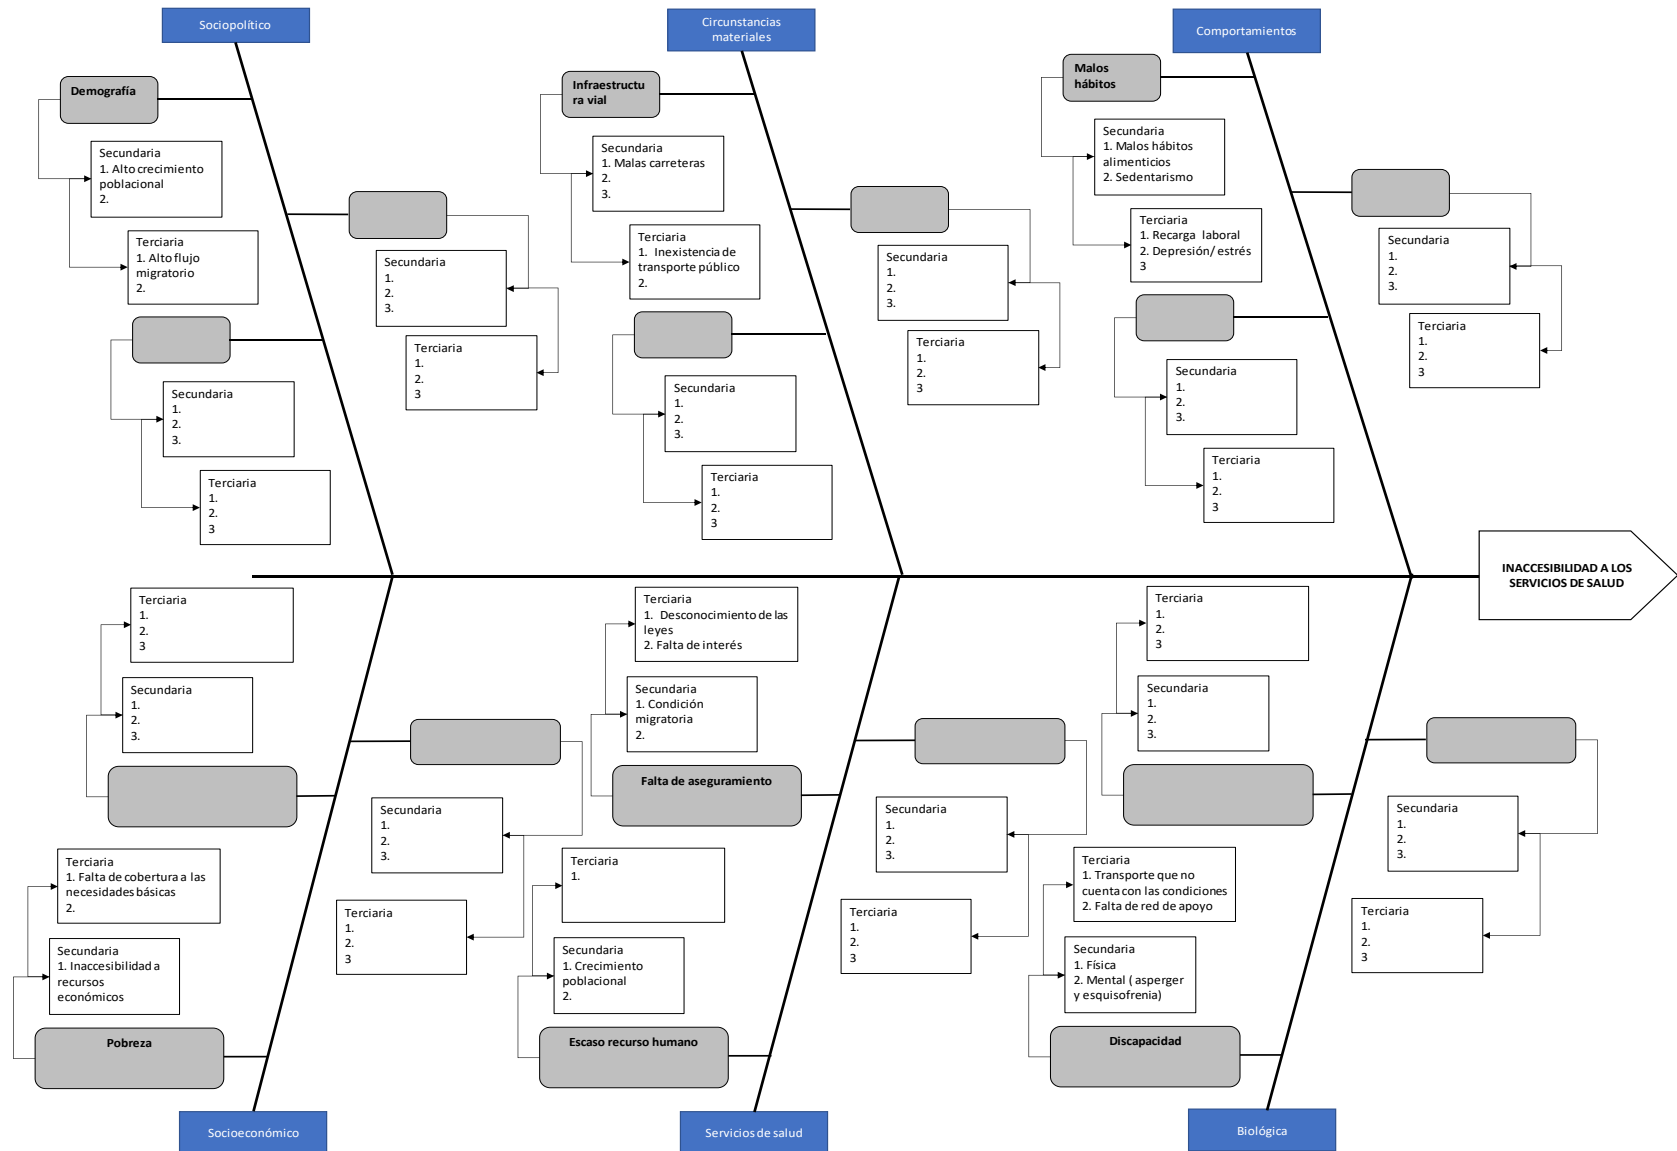 Sociopolítico
Circunstancias
materiales
Comportamientos
Demografía
Secundaria
1. Alto crecimiento
poblacional
2.
Terciaria
1. Alto flujo
migratorio
2.
Secundaria
1.
2.
3.
Terciaria
1.
2.
3
Secundaria
1.
2.
3.
Terciaria
1.
2.
3
Infraestructu
ra vial
Secundaria
1. Malas carreteras
2.
3.
Terciaria
1. Inexistencia de
transporte público
2.
Secundaria
1.
2.
3.
Terciaria
1.
2.
3
Secundaria
1.
2.
3.
Terciaria
1.
2.
3
Malos
hábitos
Secundaria
1. Malos hábitos
alimenticios
2. Sedentarismo
Terciaria
1. Recarga laboral
2. Depresión/ estrés
3
Secundaria
1.
2.
3.
Terciaria
1.
2.
3
Secundaria
1.
2.
3.
Terciaria
1.
2.
3
INACCESIBILIDAD A LOS
SERVICIOS DE SALUD
Terciaria
1.
2.
3
Secundaria
1.
2.
3.
Secundaria
1.
2.
3.
Terciaria
1.
2.
3
Terciaria
1. Falta de cobertura a las
necesidades básicas
2.
Secundaria
1. Inaccesibilidad a
recursos
económicos
Pobreza
Terciaria
1. Desconocimiento de las
leyes
2. Falta de interés
Secundaria
1. Condición
migratoria
2.
Falta de aseguramiento
Secundaria
1.
2.
3.
Terciaria
1.
2.
3
Terciaria
1.
Secundaria
1. Crecimiento
poblacional
2.
Escaso recurso humano
Terciaria
1.
2.
3
Secundaria
1.
2.
3.
Secundaria
1.
2.
3.
Terciaria
1.
2.
3
Terciaria
1. Transporte que no
cuenta con las condiciones
2. Falta de red de apoyo
Secundaria
1. Física
2. Mental ( asperger
y esquisofrenia)
Discapacidad
Socioeconómico
Servicios de salud
Biológica